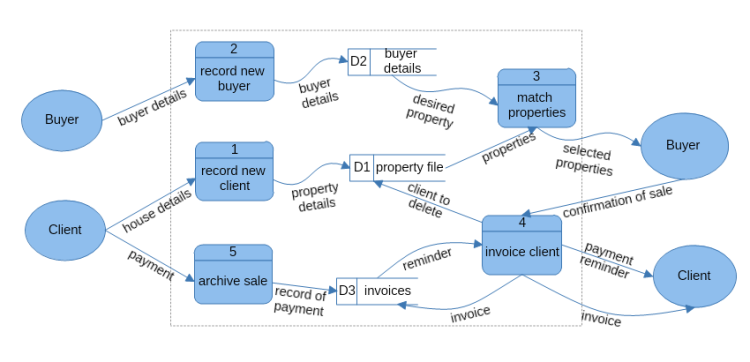 2
record new
buyer
D2
buyer
details
3
match
properties
Buyer
buyer details
buyer
details
desired
property
Buyer
selected
properties
1
record new
client
D1
property file
properties
house details
property
details
client to
delete
confirmation of sale
Client
4
invoice client
5
archive sale
payment
reminder
payment
reminder
Client
D3
invoices
record of
payment
invoice
invoice